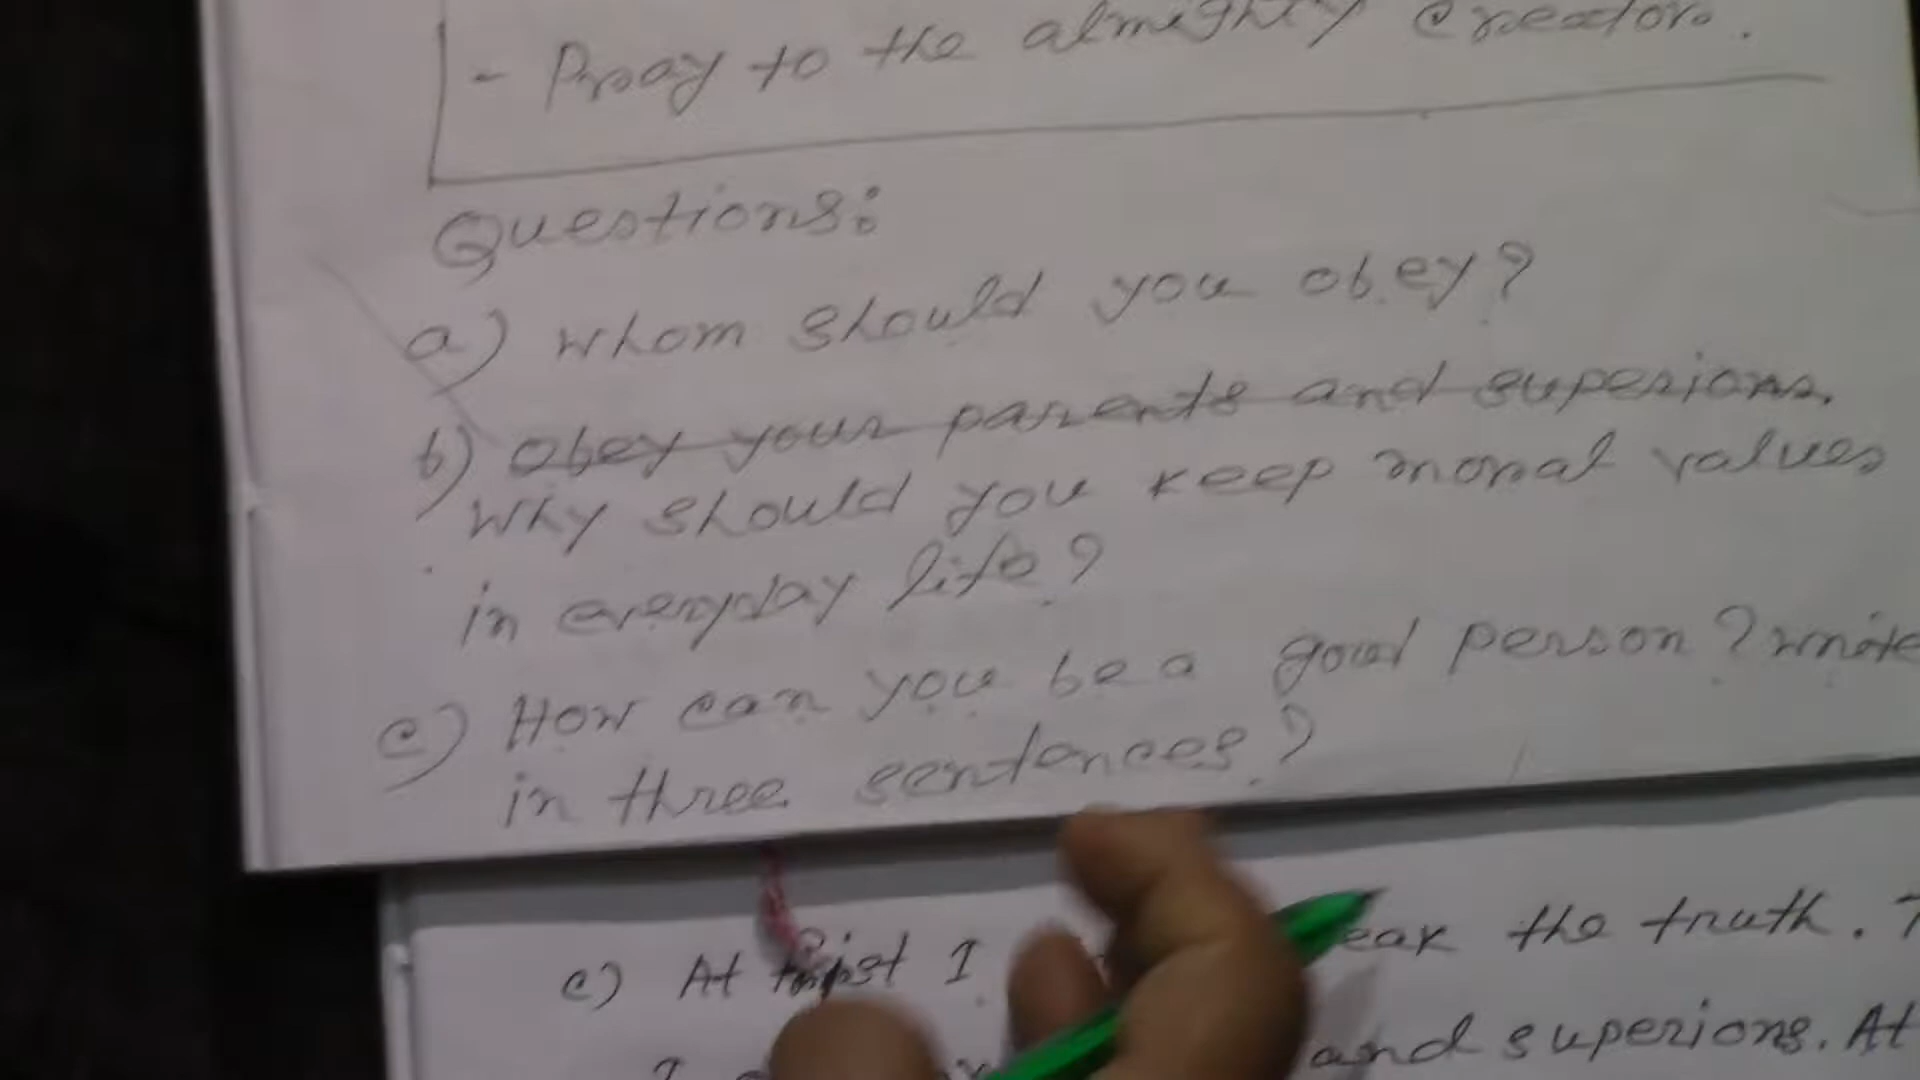 - Pray to the almighty creator.
Questions:
a) Whom should you obey?
b) Obey your parents and superiors.
Why should you keep moral values
in everyday life?
c) How can you be a good person? write
in three sentences?
c) At first I eak the truth. T
and superiors. At